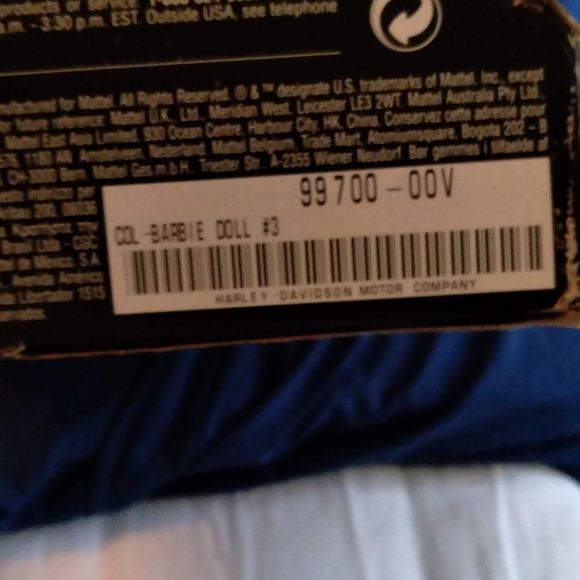 products or service.
- 3:30 p.m. EST. Outside USA, see telephone
for Mattel. All Rights Reserved. ® & ™ designate U.S. trademarks of Mattel, Inc., except
future reference. Mattel U.K. Ltd., Meridian West, Leicester LE3 2WT. Mattel Australia Pty. Ltd.,
Mattel East Asia Limited, 930 Ocean Centre, Harbour City, HK, China. Conservez cette adresse pour
1180 AN Amstelveen, Nederland. Mattel Belgium, Trade Mart, Atomiumsquare, Bogota 202 - B
CH-3000 Bern. Mattel Ges.m.b.H., Triester Str., A-2355 Wiener Neudorf. Bør gemmes i tilfælde af
99700-00V
COL-BARBIE DOLL #3
HARLEY-DAVIDSON MOTOR COMPANY
Brasil Ltda - CGC
de Mexico, S.A.
Avenida América
Libertador 1515